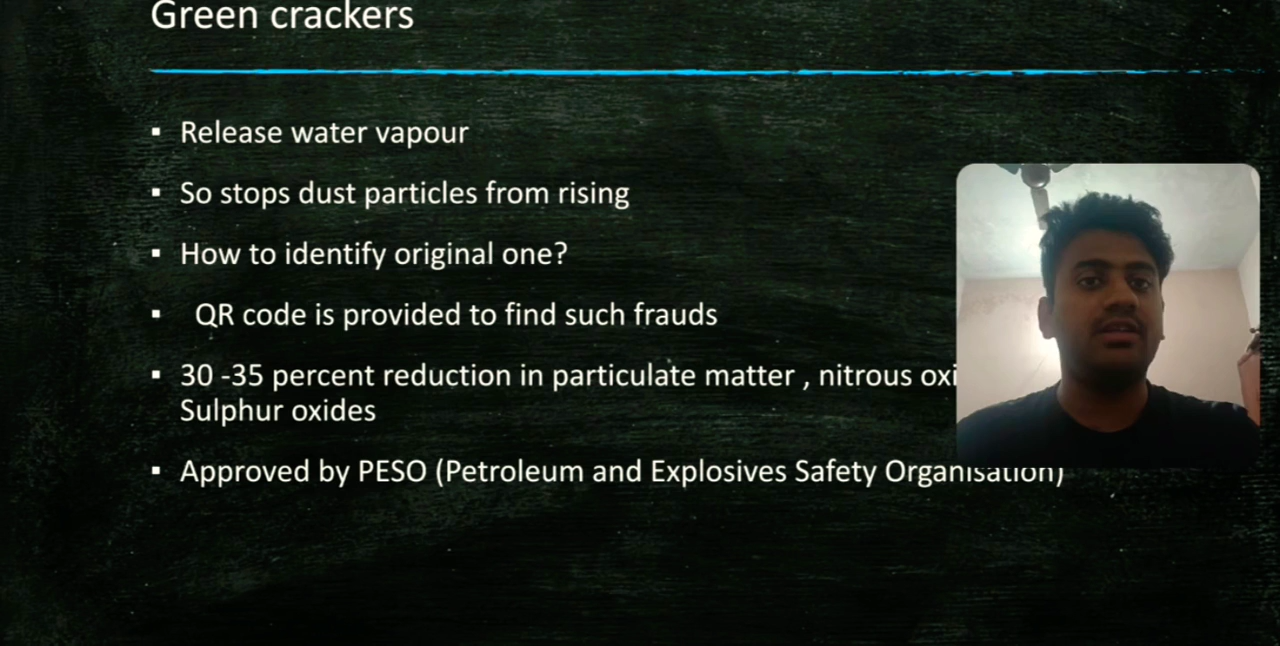 Green crackers
Release water vapour
So stops dust particles from rising
How to identify original one?
QR code is provided to find such frauds
30 -35 percent reduction in particulate matter , nitrous oxi
Sulphur oxides
Approved by PESO (Petroleum and Explosives Safety Organisation)